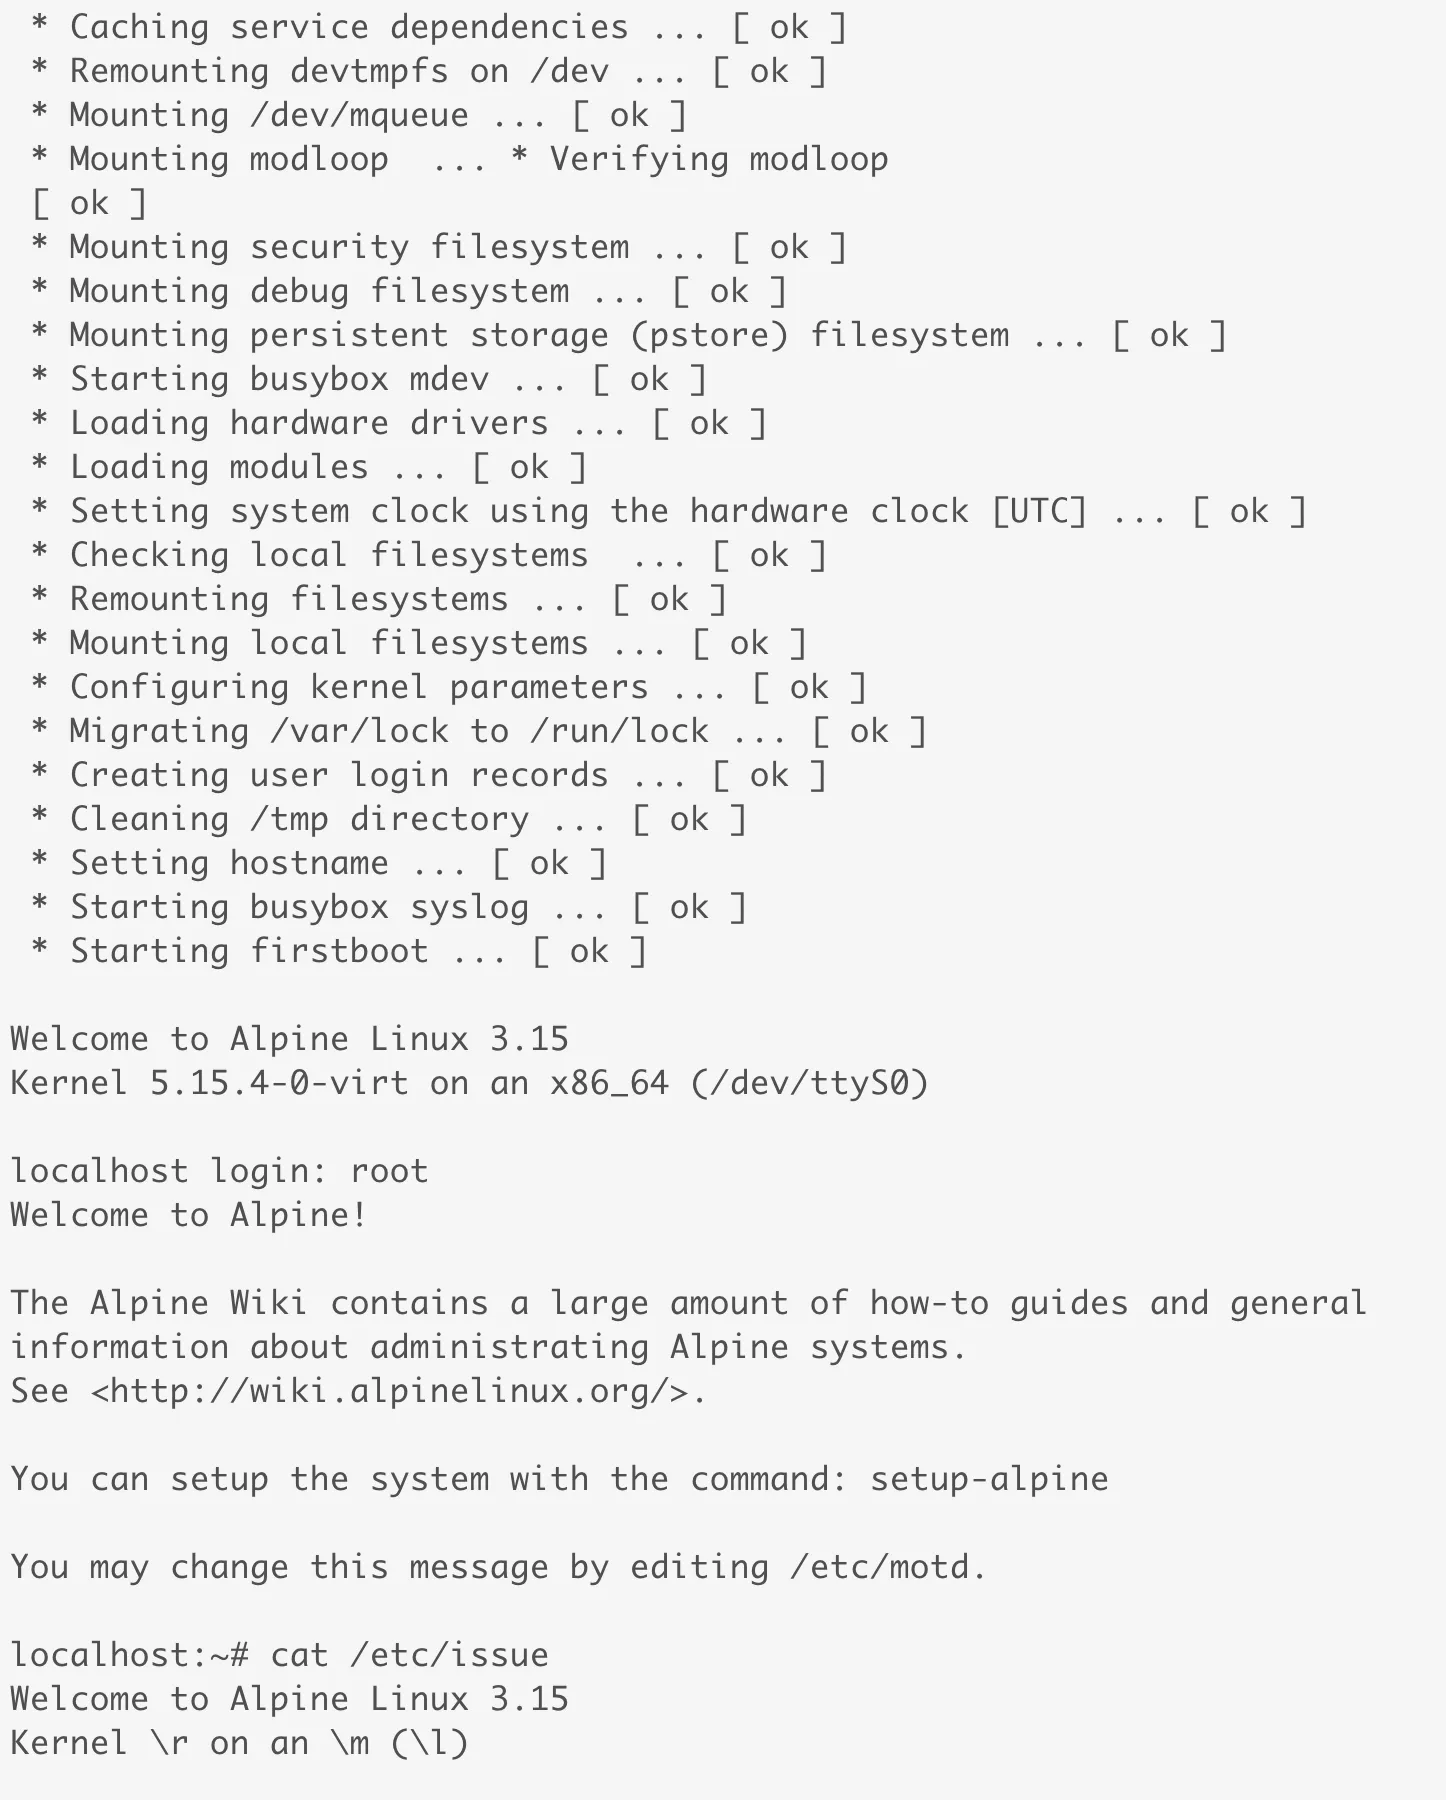 * Caching service dependencies ... [ ok ]
 * Remounting devtmpfs on /dev ... [ ok ]
 * Mounting /dev/mqueue ... [ ok ]
 * Mounting modloop  ... * Verifying modloop
 [ ok ]
 * Mounting security filesystem ... [ ok ]
 * Mounting debug filesystem ... [ ok ]
 * Mounting persistent storage (pstore) filesystem ... [ ok ]
 * Starting busybox mdev ... [ ok ]
 * Loading hardware drivers ... [ ok ]
 * Loading modules ... [ ok ]
 * Setting system clock using the hardware clock [UTC] ... [ ok ]
 * Checking local filesystems  ... [ ok ]
 * Remounting filesystems ... [ ok ]
 * Mounting local filesystems ... [ ok ]
 * Configuring kernel parameters ... [ ok ]
 * Migrating /var/lock to /run/lock ... [ ok ]
 * Creating user login records ... [ ok ]
 * Cleaning /tmp directory ... [ ok ]
 * Setting hostname ... [ ok ]
 * Starting busybox syslog ... [ ok ]
 * Starting firstboot ... [ ok ]

Welcome to Alpine Linux 3.15
Kernel 5.15.4-0-virt on an x86_64 (/dev/ttyS0)

localhost login: root
Welcome to Alpine!

The Alpine Wiki contains a large amount of how-to guides and general
information about administrating Alpine systems.
See <http://wiki.alpinelinux.org/>.

You can setup the system with the command: setup-alpine

You may change this message by editing /etc/motd.

localhost:~# cat /etc/issue
Welcome to Alpine Linux 3.15
Kernel \r on an \m (\l)